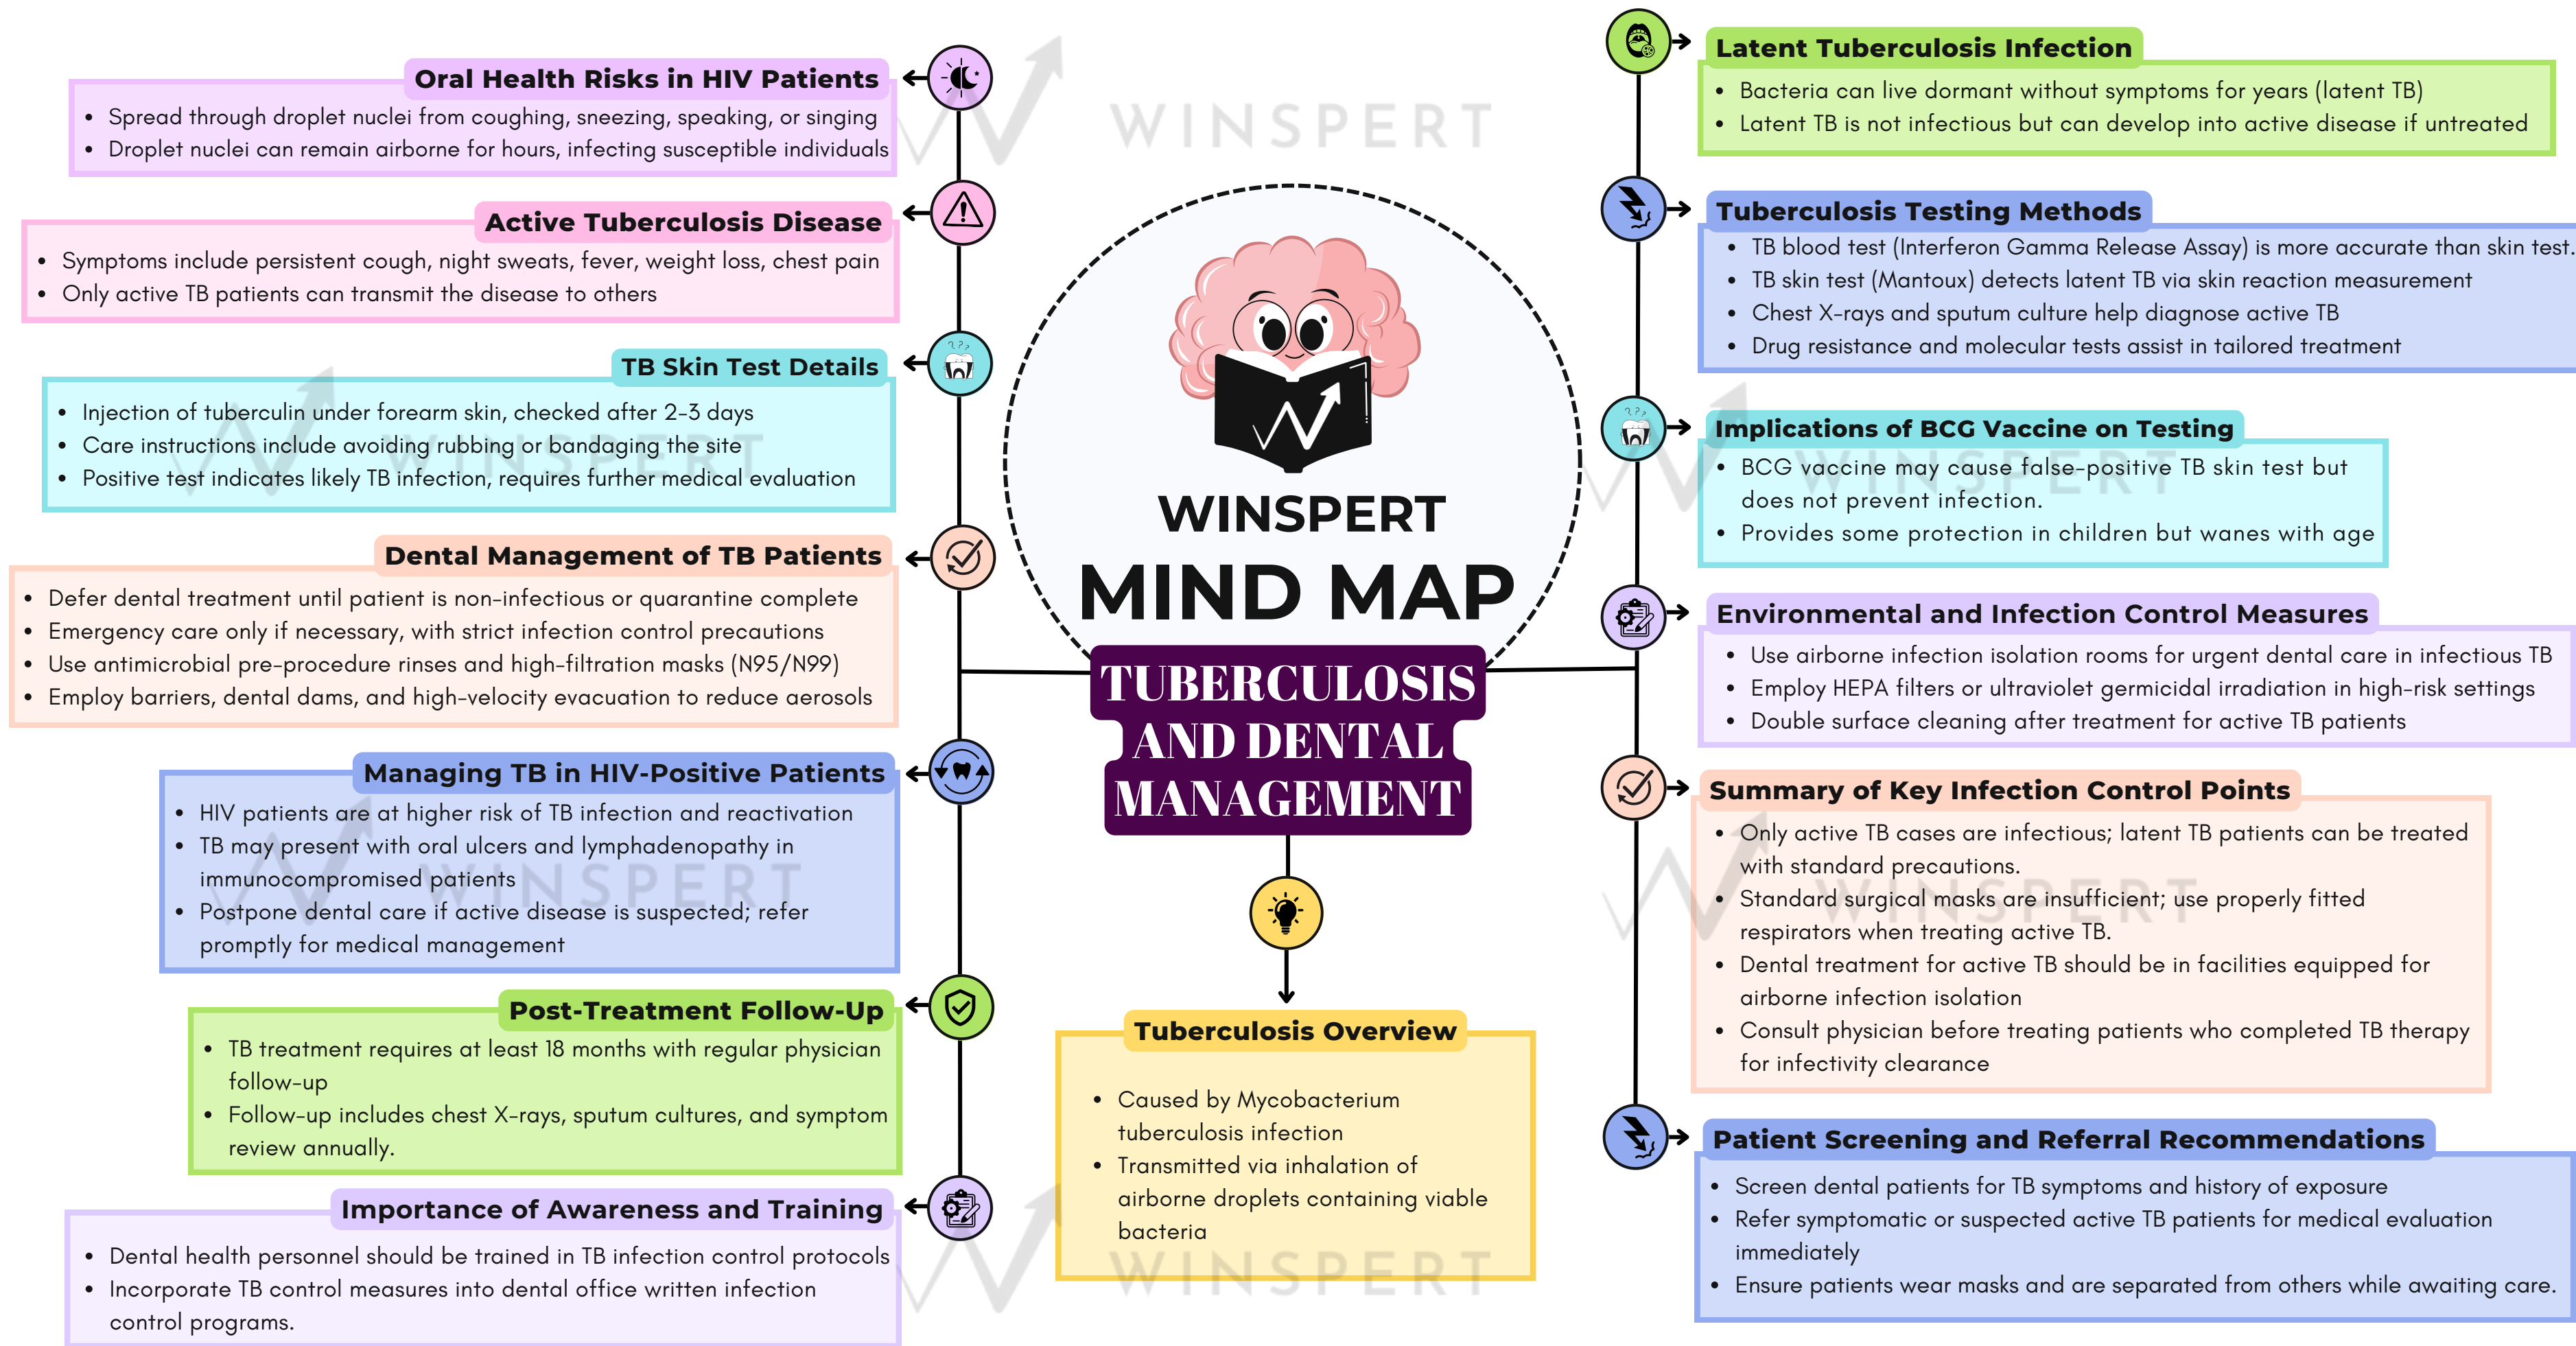 Oral Health Risks in HIV Patients
• Spread through droplet nuclei from coughing, sneezing, speaking, or singing
• Droplet nuclei can remain airborne for hours, infecting susceptible individuals
Active Tuberculosis Disease
• Symptoms include persistent cough, night sweats, fever, weight loss, chest pain
• Only active TB patients can transmit the disease to others
TB Skin Test Details
• Injection of tuberculin under forearm skin, checked after 2-3 days
• Care instructions include avoiding rubbing or bandaging the site
• Positive test indicates likely TB infection, requires further medical evaluation
Dental Management of TB Patients
• Defer dental treatment until patient is non-infectious or quarantine complete
• Emergency care only if necessary, with strict infection control precautions
• Use antimicrobial pre-procedure rinses and high-filtration masks (N95/N99)
• Employ barriers, dental dams, and high-velocity evacuation to reduce aerosols
Managing TB in HIV-Positive Patients
• HIV patients are at higher risk of TB infection and reactivation
• TB may present with oral ulcers and lymphadenopathy in
immunocompromised patients
• Postpone dental care if active disease is suspected; refer
promptly for medical management
Post-Treatment Follow-Up
• TB treatment requires at least 18 months with regular physician
follow-up
• Follow-up includes chest X-rays, sputum cultures, and symptom
review annually.
Importance of Awareness and Training
• Dental health personnel should be trained in TB infection control protocols
• Incorporate TB control measures into dental office written infection
control programs.
WINSPERT
WINSPERT
MIND MAP
TUBERCULOSIS
AND DENTAL
MANAGEMENT
Tuberculosis Overview
• Caused by Mycobacterium
tuberculosis infection
• Transmitted via inhalation of
airborne droplets containing viable
bacteria
WINSPERT
Latent Tuberculosis Infection
• Bacteria can live dormant without symptoms for years (latent TB)
• Latent TB is not infectious but can develop into active disease if untreated
Tuberculosis Testing Methods
• TB blood test (Interferon Gamma Release Assay) is more accurate than skin test.
• TB skin test (Mantoux) detects latent TB via skin reaction measurement
• Chest X-rays and sputum culture help diagnose active TB
• Drug resistance and molecular tests assist in tailored treatment
Implications of BCG Vaccine on Testing
• BCG vaccine may cause false-positive TB skin test but
does not prevent infection.
• Provides some protection in children but wanes with age
Environmental and Infection Control Measures
• Use airborne infection isolation rooms for urgent dental care in infectious TB
• Employ HEPA filters or ultraviolet germicidal irradiation in high-risk settings
• Double surface cleaning after treatment for active TB patients
Summary of Key Infection Control Points
• Only active TB cases are infectious; latent TB patients can be treated
with standard precautions.
• Standard surgical masks are insufficient; use properly fitted
respirators when treating active TB.
• Dental treatment for active TB should be in facilities equipped for
airborne infection isolation
• Consult physician before treating patients who completed TB therapy
for infectivity clearance
Patient Screening and Referral Recommendations
• Screen dental patients for TB symptoms and history of exposure
• Refer symptomatic or suspected active TB patients for medical evaluation
immediately
• Ensure patients wear masks and are separated from others while awaiting care.
WINSPERT
WINSPERT
WINSPERT
WINSPERT